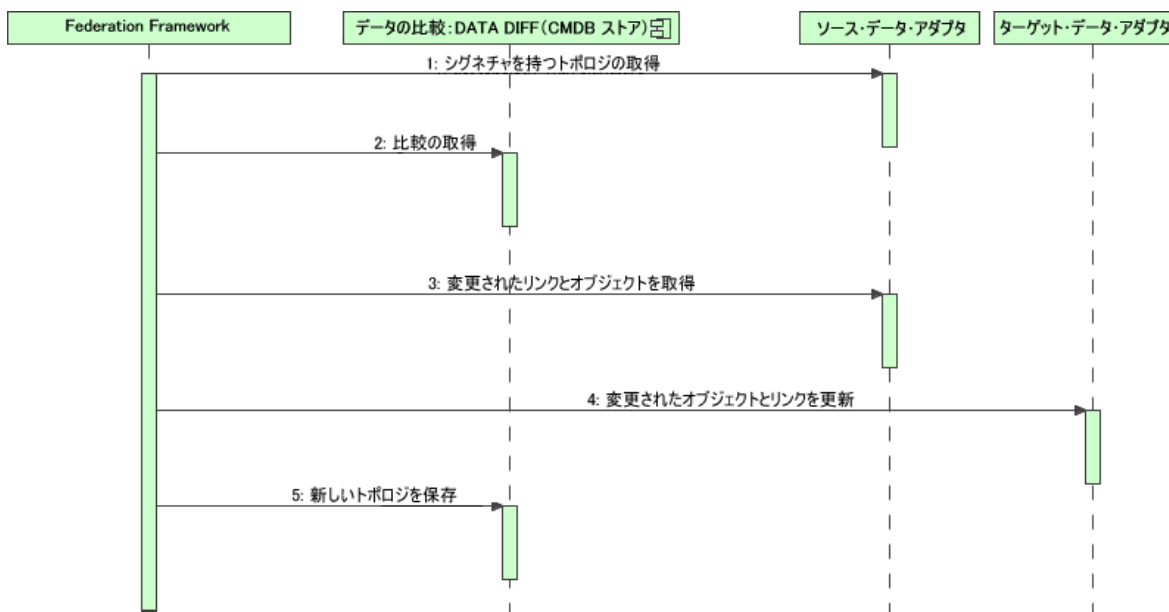 Federation Framework
データの比較：DATA DIFF（CMDB ストア）
ソース・データ・アダプタ
ターゲット・データ・アダプタ
1: シグネチャを持つトポロジの取得
2: 比較の取得
3: 変更されたリンクとオブジェクトを取得
4: 変更されたオブジェクトとリンクを更新
5: 新しいトポロジを保存